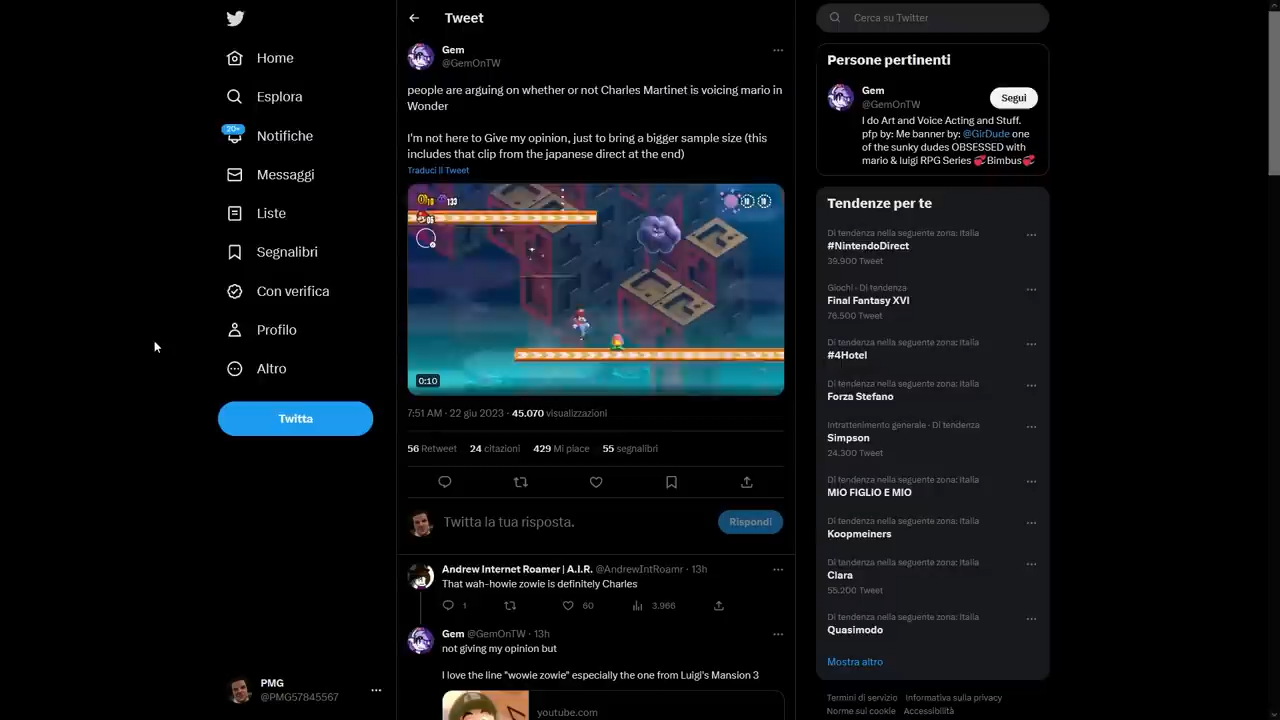 Home
Esplora
20+
Notifiche
Messaggi
Liste
Segnalibri
Con verifica
Profilo
Altro
Twitta
PMG
@PMG57845567
Tweet
Gem
@GemOnTW
people are arguing on whether or not Charles Martinet is voicing mario in
Wonder
I'm not here to Give my opinion, just to bring a bigger sample size (this
includes that clip from the japanese direct at the end)
Traduci il Tweet
133
0:10
7:51 AM · 22 giu 2023 · 45.070 visualizzazioni
56 Retweet 24 citazioni 429 Mi piace 55 segnalibri
Twitta la tua risposta.
Rispondi
Andrew Internet Roamer | A.I.R. @AndrewIntRoamr · 13h
That wah-howie zowie is definitely Charles
1 60 3.966
Gem @GemOnTW · 13h
not giving my opinion but
I love the line "wowie zowie" especially the one from Luigi's Mansion 3
youtube.com
Cerca su Twitter
Persone pertinenti
Gem
@GemOnTW
Segui
I do Art and Voice Acting and Stuff.
pfp by: Me banner by: @GirDude one
of the sunky dudes OBSESSED with
mario & luigi RPG Series 💞Bimbus💞
Tendenze per te
Di tendenza nella seguente zona: Italia
#NintendoDirect
39.900 Tweet
Giochi · Di tendenza
Final Fantasy XVI
76.500 Tweet
Di tendenza nella seguente zona: Italia
#4Hotel
Di tendenza nella seguente zona: Italia
Forza Stefano
Intrattenimento generale · Di tendenza
Simpson
24.300 Tweet
Di tendenza nella seguente zona: Italia
MIO FIGLIO E MIO
Di tendenza nella seguente zona: Italia
Koopmeiners
Di tendenza nella seguente zona: Italia
Clara
55.200 Tweet
Di tendenza nella seguente zona: Italia
Quasimodo
Mostra altro
Termini di servizio Informativa sulla privacy
Norme sui cookie Accessibilità